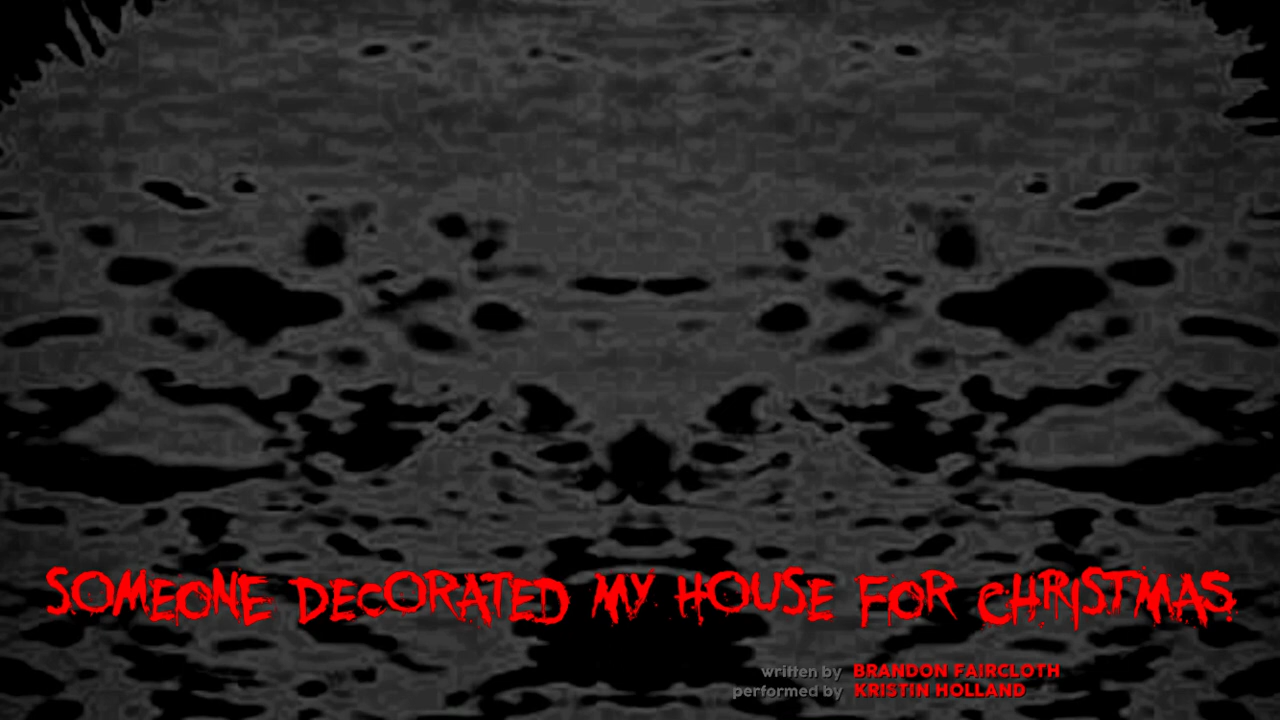 SOMEONE DECORATED MY HOUSE FOR CHRISTMAS
written by BRANDON FAIRCLOTH
performed by KRISTIN HOLLAND